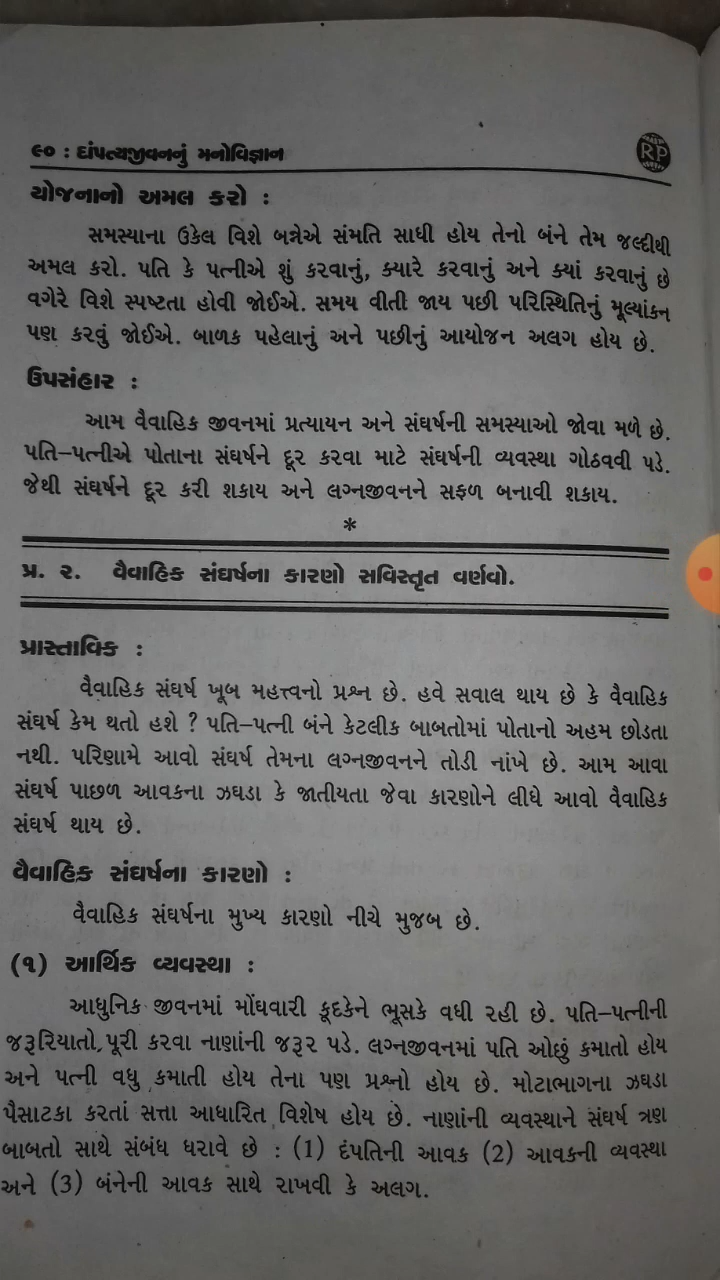 ૯૦ : દાંપત્યજીવનનું મનોવિજ્ઞાન
RP
યોજનાનો અમલ કરો :
સમસ્યાના ઉકેલ વિશે બન્નેએ સંમતિ સાધી હોય તેનો બંને તેમ જલ્દીથી
અમલ કરો. પતિ કે પત્નીએ શું કરવાનું, ક્યારે કરવાનું અને ક્યાં કરવાનું છે
વગેરે વિશે સ્પષ્ટતા હોવી જોઈએ. સમય વીતી જાય પછી પરિસ્થિતિનું મૂલ્યાંકન
પણ કરવું જોઈએ. બાળક પહેલાનું અને પછીનું આયોજન અલગ હોય છે.
ઉપસંહાર :
આમ વૈવાહિક જીવનમાં પ્રત્યાયન અને સંઘર્ષની સમસ્યાઓ જોવા મળે છે.
પતિ-પત્નીએ પોતાના સંઘર્ષને દૂર કરવા માટે સંઘર્ષની વ્યવસ્થા ગોઠવવી પડે.
જેથી સંઘર્ષને દૂર કરી શકાય અને લગ્નજીવનને સફળ બનાવી શકાય.
*
પ્ર. ૨. વૈવાહિક સંઘર્ષના કારણો સવિસ્તૃત વર્ણવો.
પ્રાસ્તાવિક :
વૈવાહિક સંઘર્ષ ખૂબ મહત્ત્વનો પ્રશ્ન છે. હવે સવાલ થાય છે કે વૈવાહિક
સંઘર્ષ કેમ થતો હશે ? પતિ-પત્ની બંને કેટલીક બાબતોમાં પોતાનો અહમ છોડતા
નથી. પરિણામે આવો સંઘર્ષ તેમના લગ્નજીવનને તોડી નાંખે છે. આમ આવા
સંઘર્ષ પાછળ આવકના ઝઘડા કે જાતીયતા જેવા કારણોને લીધે આવો વૈવાહિક
સંઘર્ષ થાય છે.
વૈવાહિક સંઘર્ષના કારણો :
વૈવાહિક સંઘર્ષના મુખ્ય કારણો નીચે મુજબ છે.
(૧) આર્થિક વ્યવસ્થા :
આધુનિક જીવનમાં મોંઘવારી કૂદકેને ભૂસકે વધી રહી છે. પતિ-પત્નીની
જરૂરિયાતો પૂરી કરવા નાણાંની જરૂર પડે. લગ્નજીવનમાં પતિ ઓછું કમાતો હોય
અને પત્ની વધુ કમાતી હોય તેના પણ પ્રશ્નો હોય છે. મોટાભાગના ઝઘડા
પૈસાટકા કરતાં સત્તા આધારિત વિશેષ હોય છે. નાણાંની વ્યવસ્થાને સંઘર્ષ ત્રણ
બાબતો સાથે સંબંધ ધરાવે છે : (1) દંપતિની આવક (2) આવકની વ્યવસ્થા
અને (3) બંનેની આવક સાથે રાખવી કે અલગ.